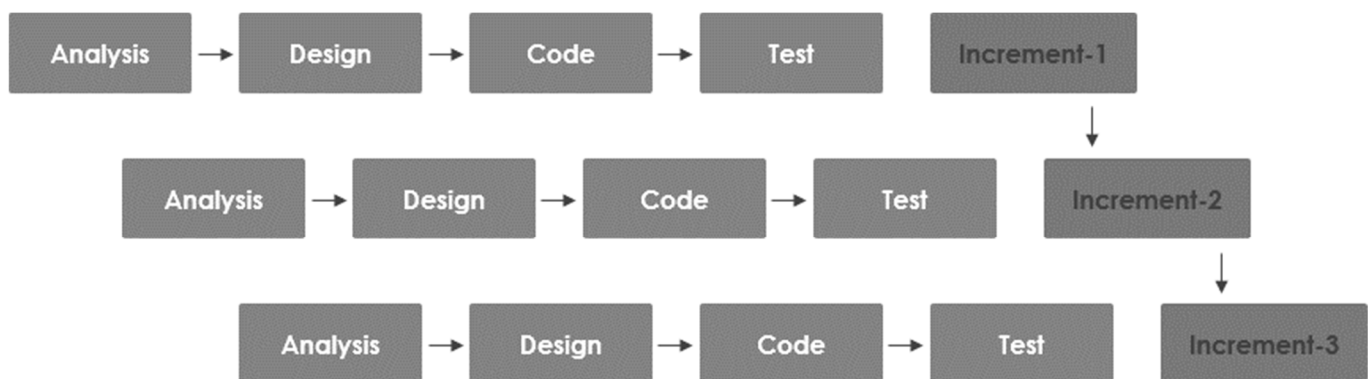 Analysis Design Code Test Increment-1
Analysis Design Code Test Increment-2
Analysis Design Code Test Increment-3